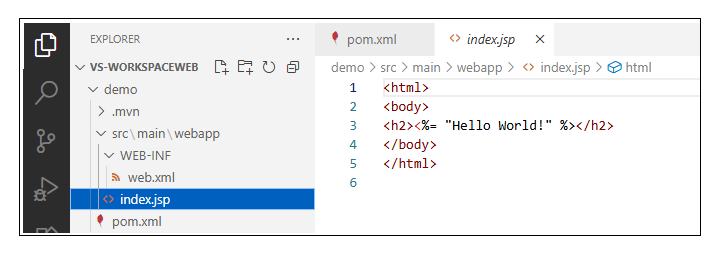 EXPLORER ...
VS-WORKSPACEWEB
demo
.mvn
src\main\webapp
WEB-INF
web.xml
index.jsp
pom.xml
pom.xml index.jsp
demo > src > main > webapp > index.jsp > html
1 <html>
2 <body>
3 <h2><%= "Hello World!" %></h2>
4 </body>
5 </html>
6